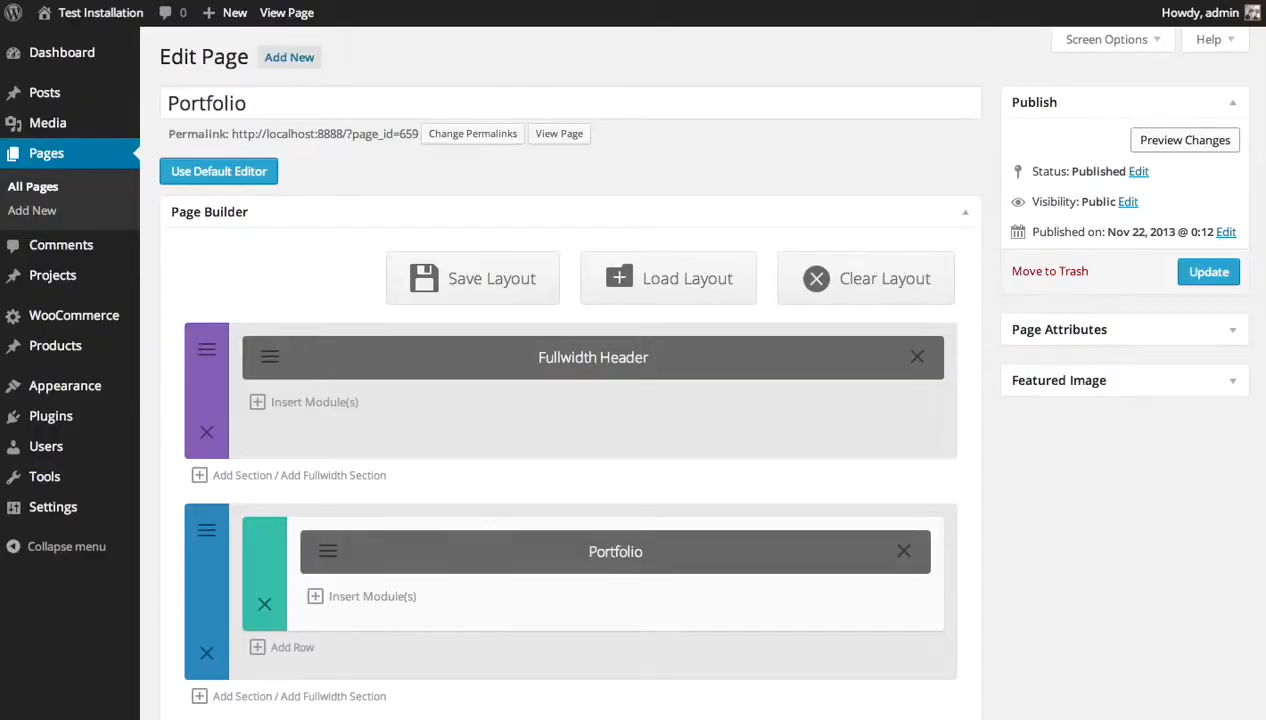 Test Installation 0 New View Page Howdy, admin
Dashboard
Posts
Media
Pages
All Pages
Add New
Comments
Projects
WooCommerce
Products
Appearance
Plugins
Users
Tools
Settings
Collapse menu
Screen Options Help
Edit Page Add New
Portfolio
Permalink: http://localhost:8888/?page_id=659 Change Permalinks View Page
Use Default Editor
Page Builder
Save Layout Load Layout Clear Layout
Fullwidth Header
Insert Module(s)
Add Section / Add Fullwidth Section
Portfolio
Insert Module(s)
Add Row
Add Section / Add Fullwidth Section
Publish
Preview Changes
Status: Published Edit
Visibility: Public Edit
Published on: Nov 22, 2013 @ 0:12 Edit
Move to Trash Update
Page Attributes
Featured Image